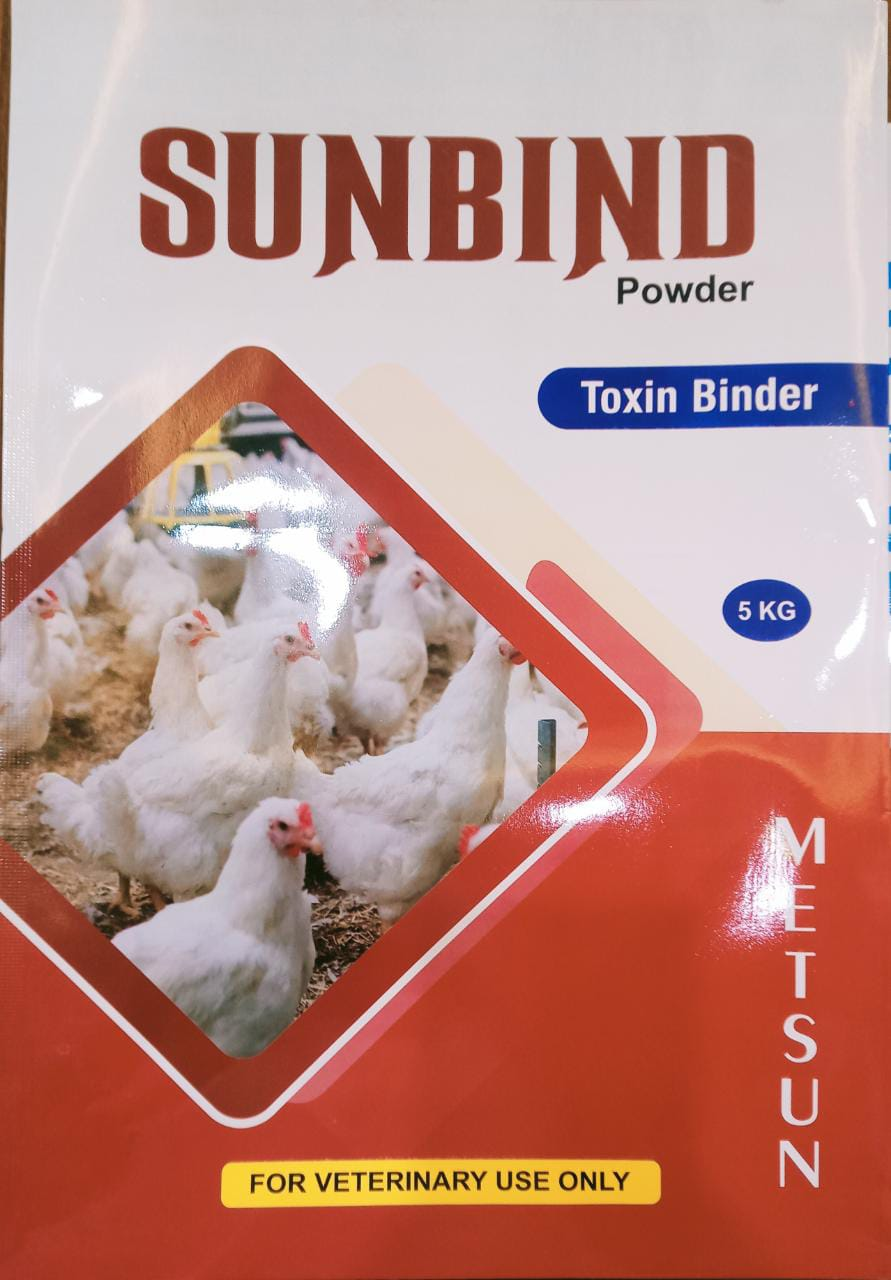 SUNBIND
Powder
Toxin Binder
5 KG
METSUN
FOR VETERINARY USE ONLY